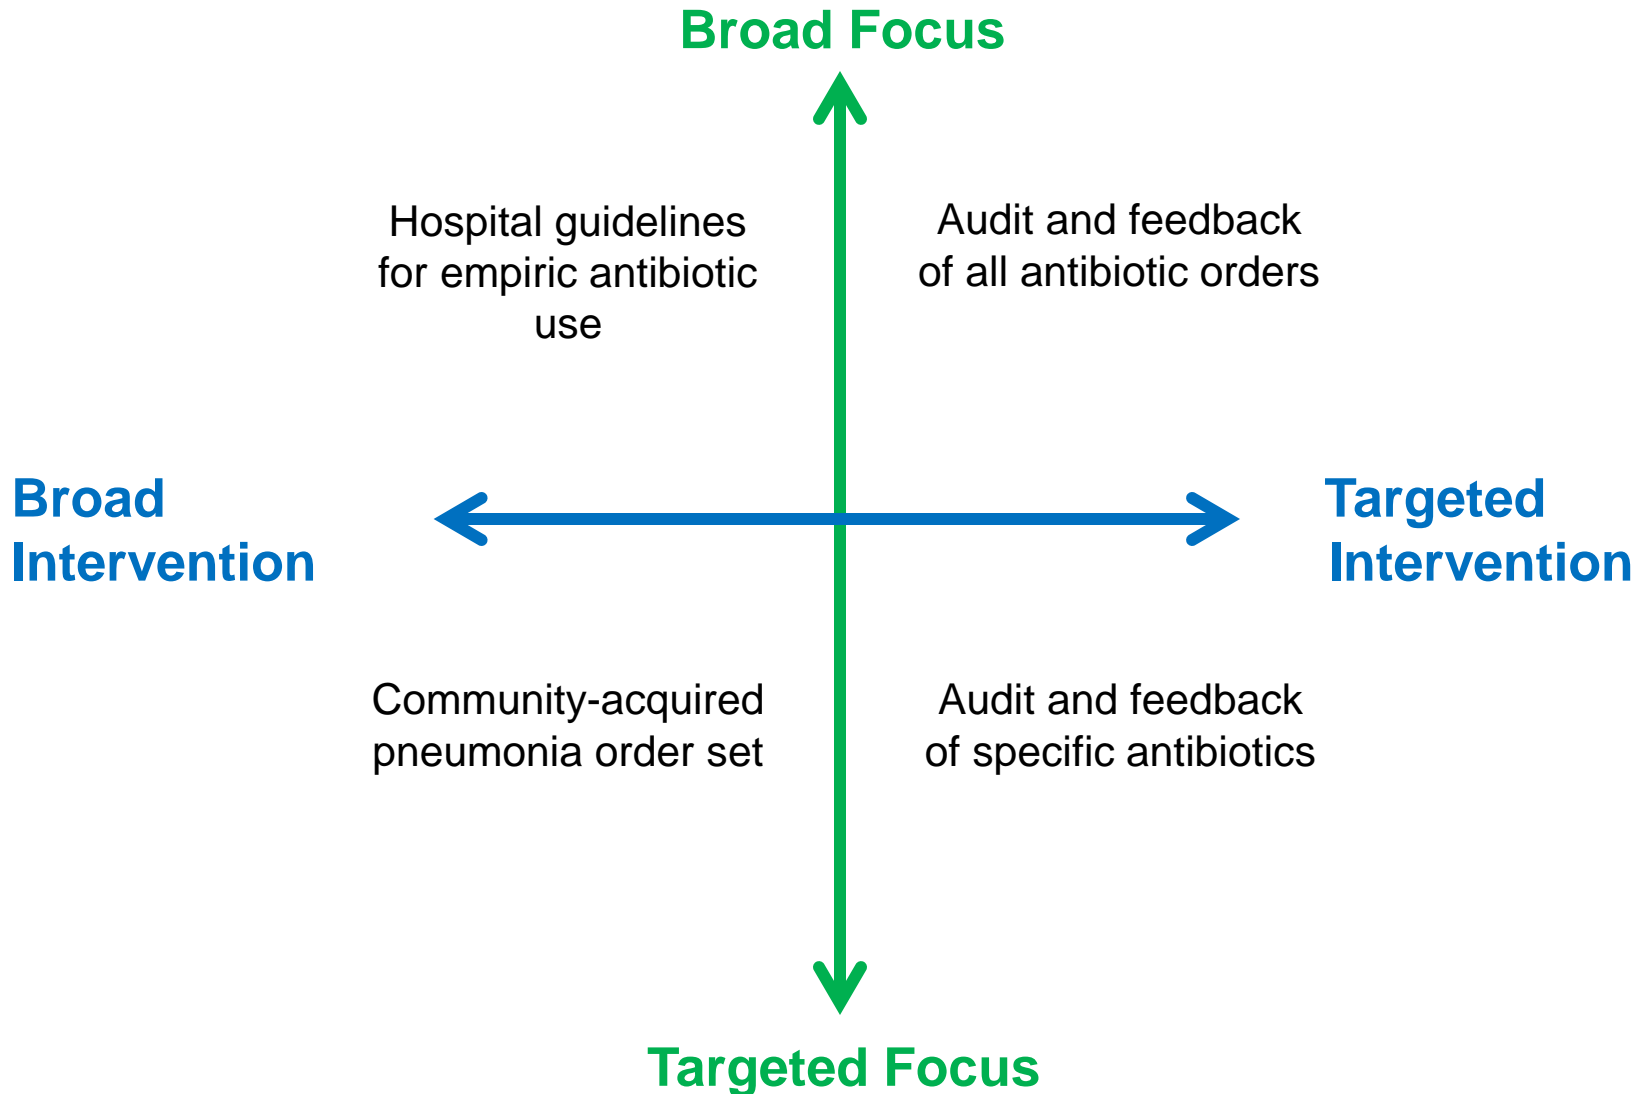 Broad Focus
Hospital guidelines
for empiric antibiotic
use
Audit and feedback
of all antibiotic orders
Broad
Intervention
Targeted
Intervention
Community-acquired
pneumonia order set
Audit and feedback
of specific antibiotics
Targeted Focus